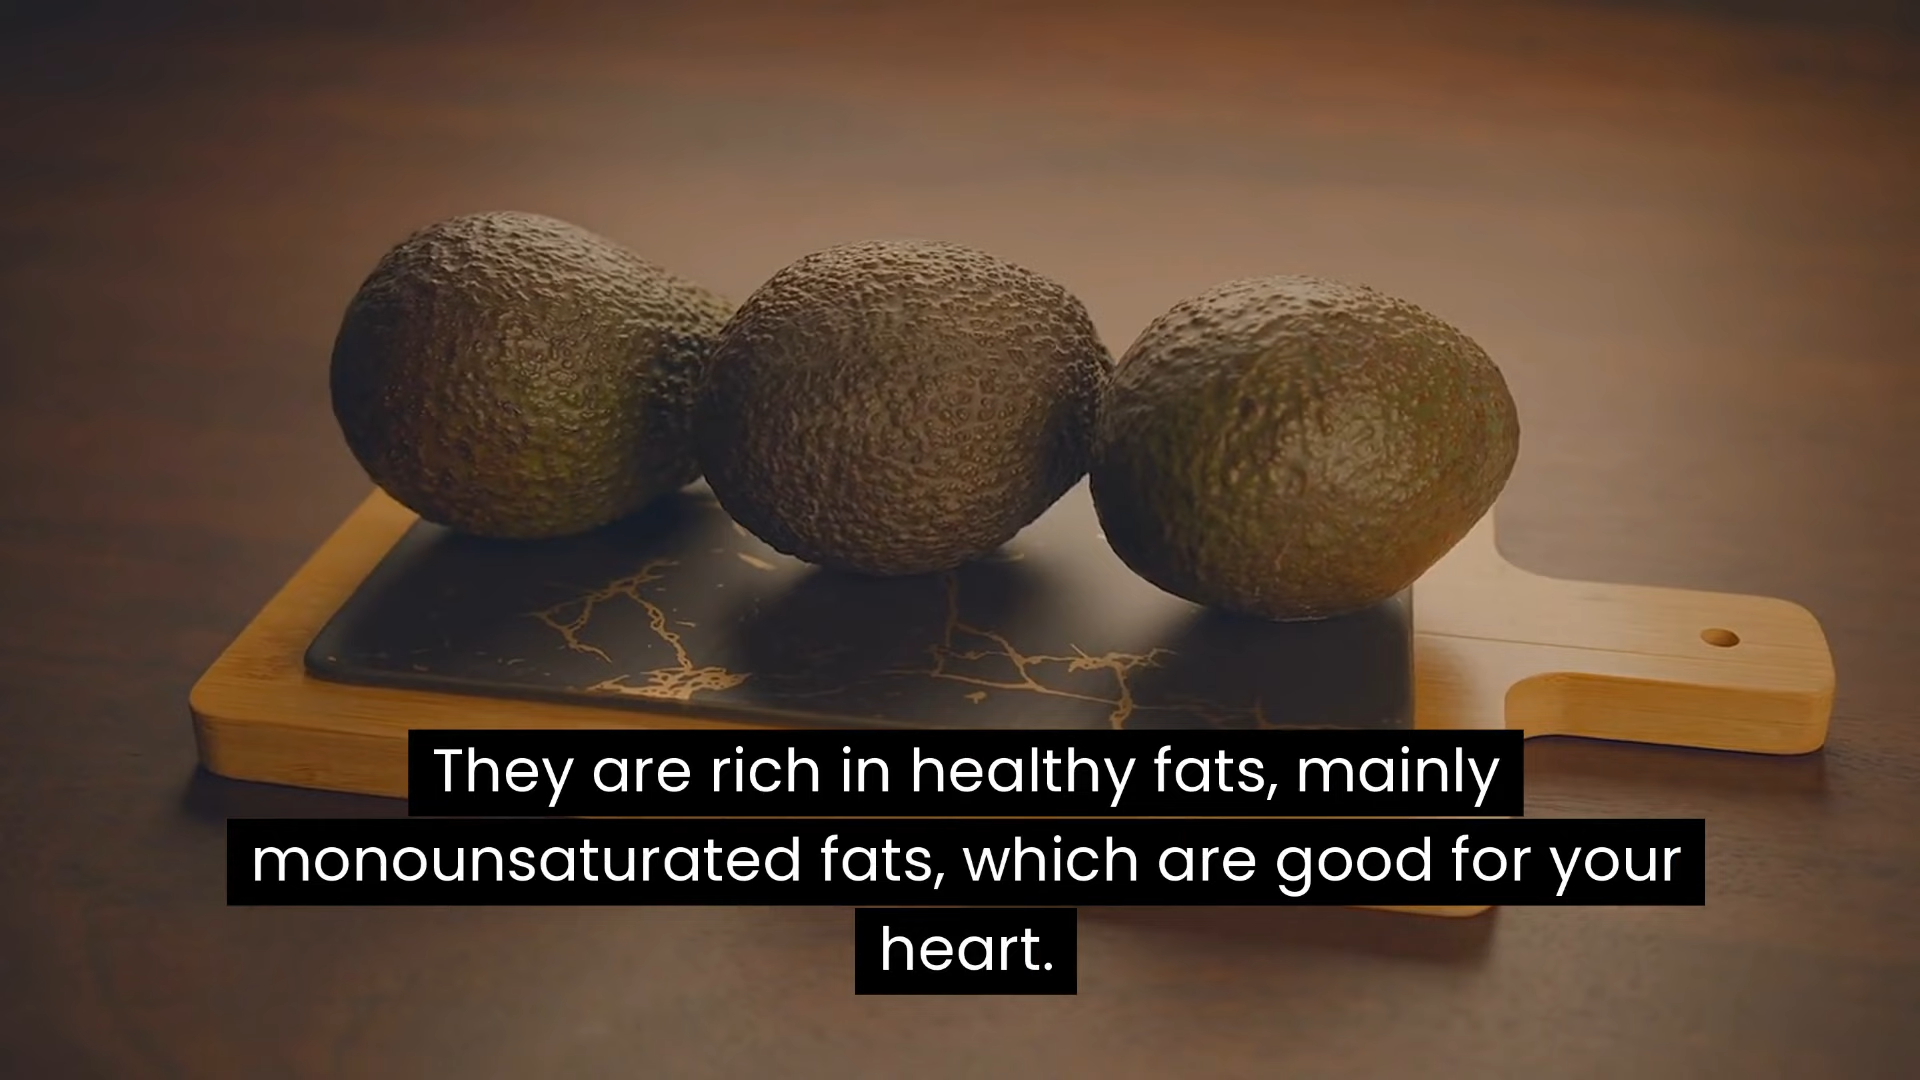 They are rich in healthy fats, mainly
monounsaturated fats, which are good for your
heart.